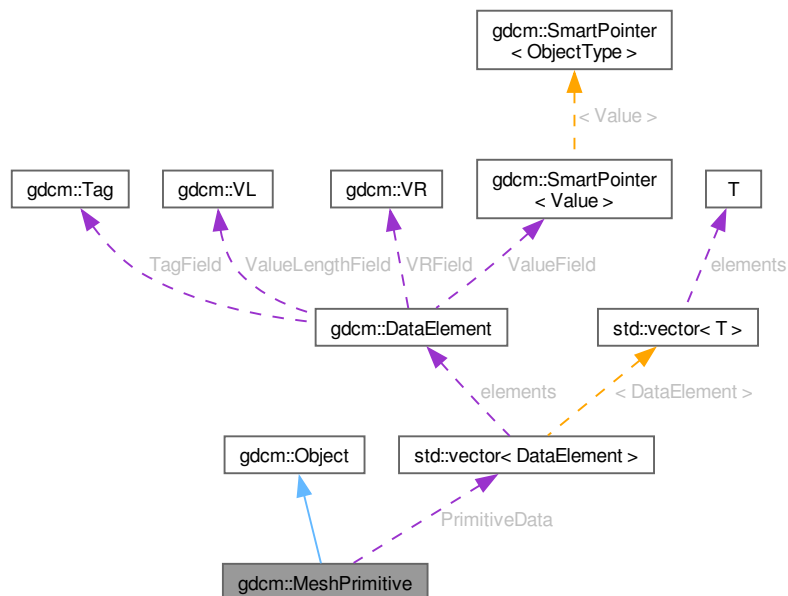 gdcm::SmartPointer
< ObjectType >
< Value >
gdcm::Tag
gdcm::VL
gdcm::VR
gdcm::SmartPointer
< Value >
T
TagField
ValueLengthField
VRField
ValueField
elements
gdcm::DataElement
std::vector< T >
elements
< DataElement >
gdcm::Object
std::vector< DataElement >
PrimitiveData
gdcm::MeshPrimitive